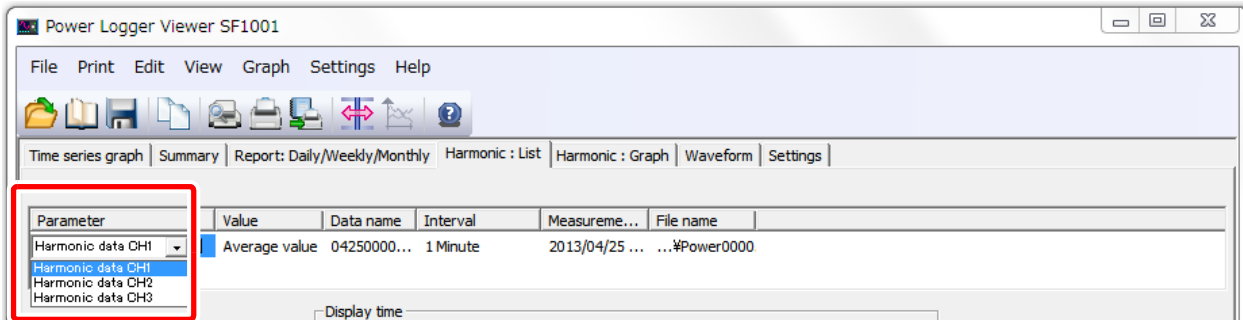 Power Logger Viewer SF1001
File Print Edit View Graph Settings Help
Time series graph Summary Report: Daily/Weekly/Monthly Harmonic : List Harmonic : Graph Waveform Settings
Parameter Value Data name Interval Measureme... File name
Harmonic data CH1 Average value 04250000... 1 Minute 2013/04/25 ... ...¥Power0000
Harmonic data CH1
Harmonic data CH2
Harmonic data CH3
Display time